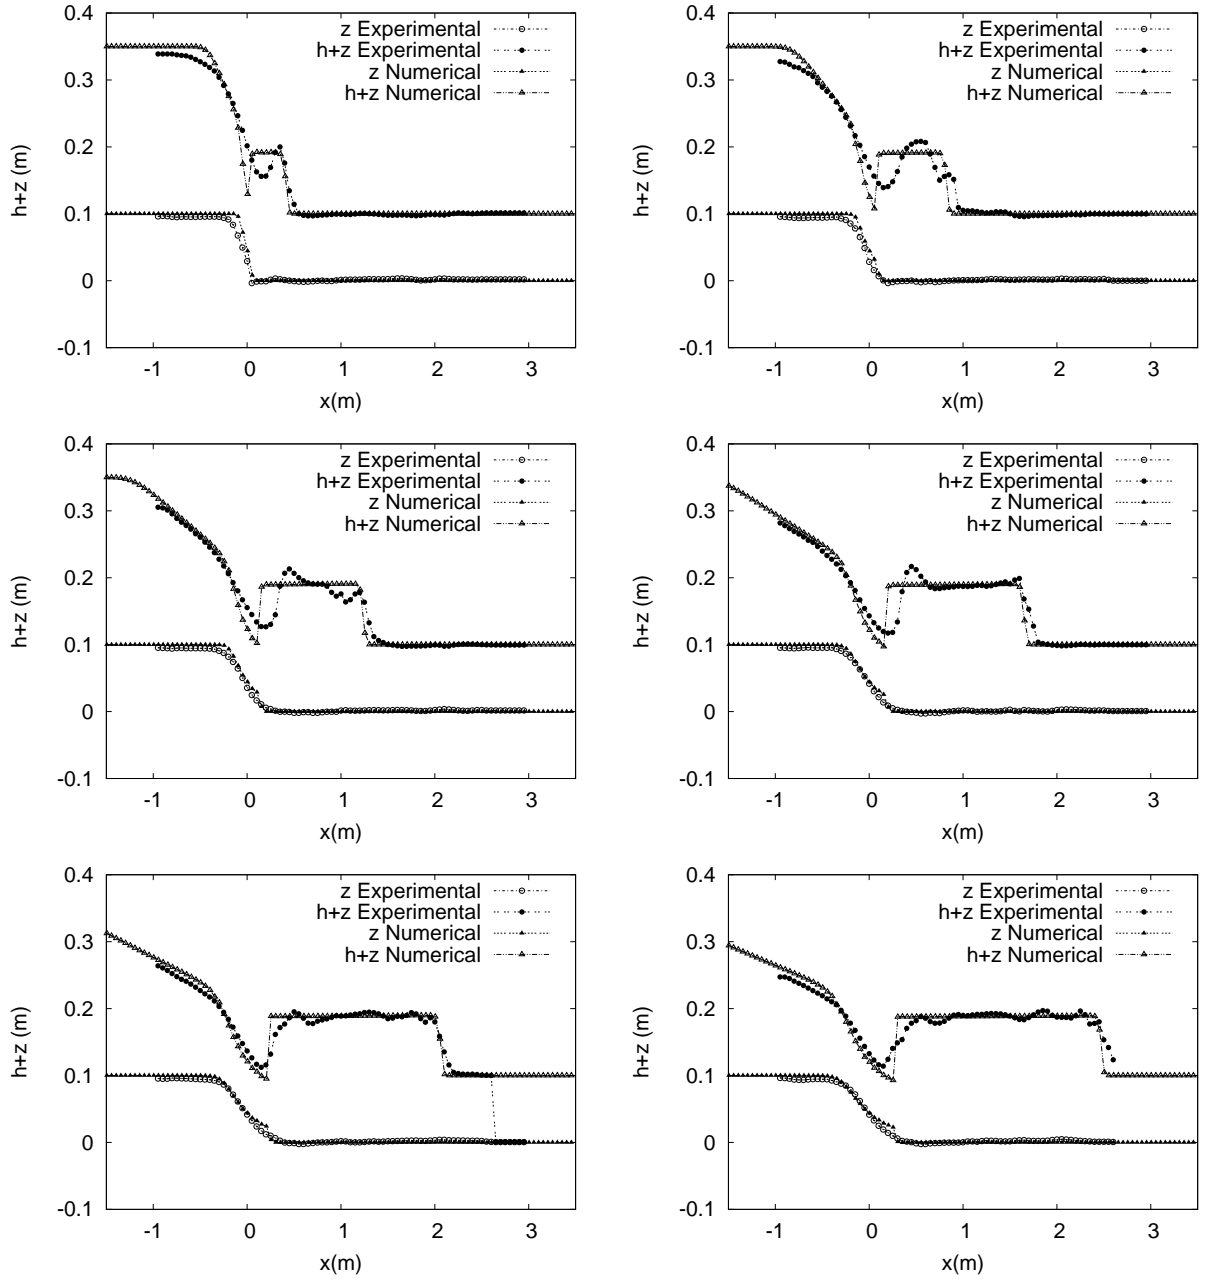 0.4
z Experimental
h+z Experimental
0.3
z Numerical
h+z Numerical
0.2
h+z (m)
0.1
0
-0.1
-1 0 1 2 3
x(m)
0.4
z Experimental
h+z Experimental
0.3
z Numerical
h+z Numerical
0.2
h+z (m)
0.1
0
-0.1
-1 0 1 2 3
x(m)
0.4
z Experimental
h+z Experimental
0.3
z Numerical
h+z Numerical
0.2
h+z (m)
0.1
0
-0.1
-1 0 1 2 3
x(m)
0.4
z Experimental
h+z Experimental
0.3
z Numerical
h+z Numerical
0.2
h+z (m)
0.1
0
-0.1
-1 0 1 2 3
x(m)
0.4
z Experimental
h+z Experimental
0.3
z Numerical
h+z Numerical
0.2
h+z (m)
0.1
0
-0.1
-1 0 1 2 3
x(m)
0.4
z Experimental
h+z Experimental
0.3
z Numerical
h+z Numerical
0.2
h+z (m)
0.1
0
-0.1
-1 0 1 2 3
x(m)